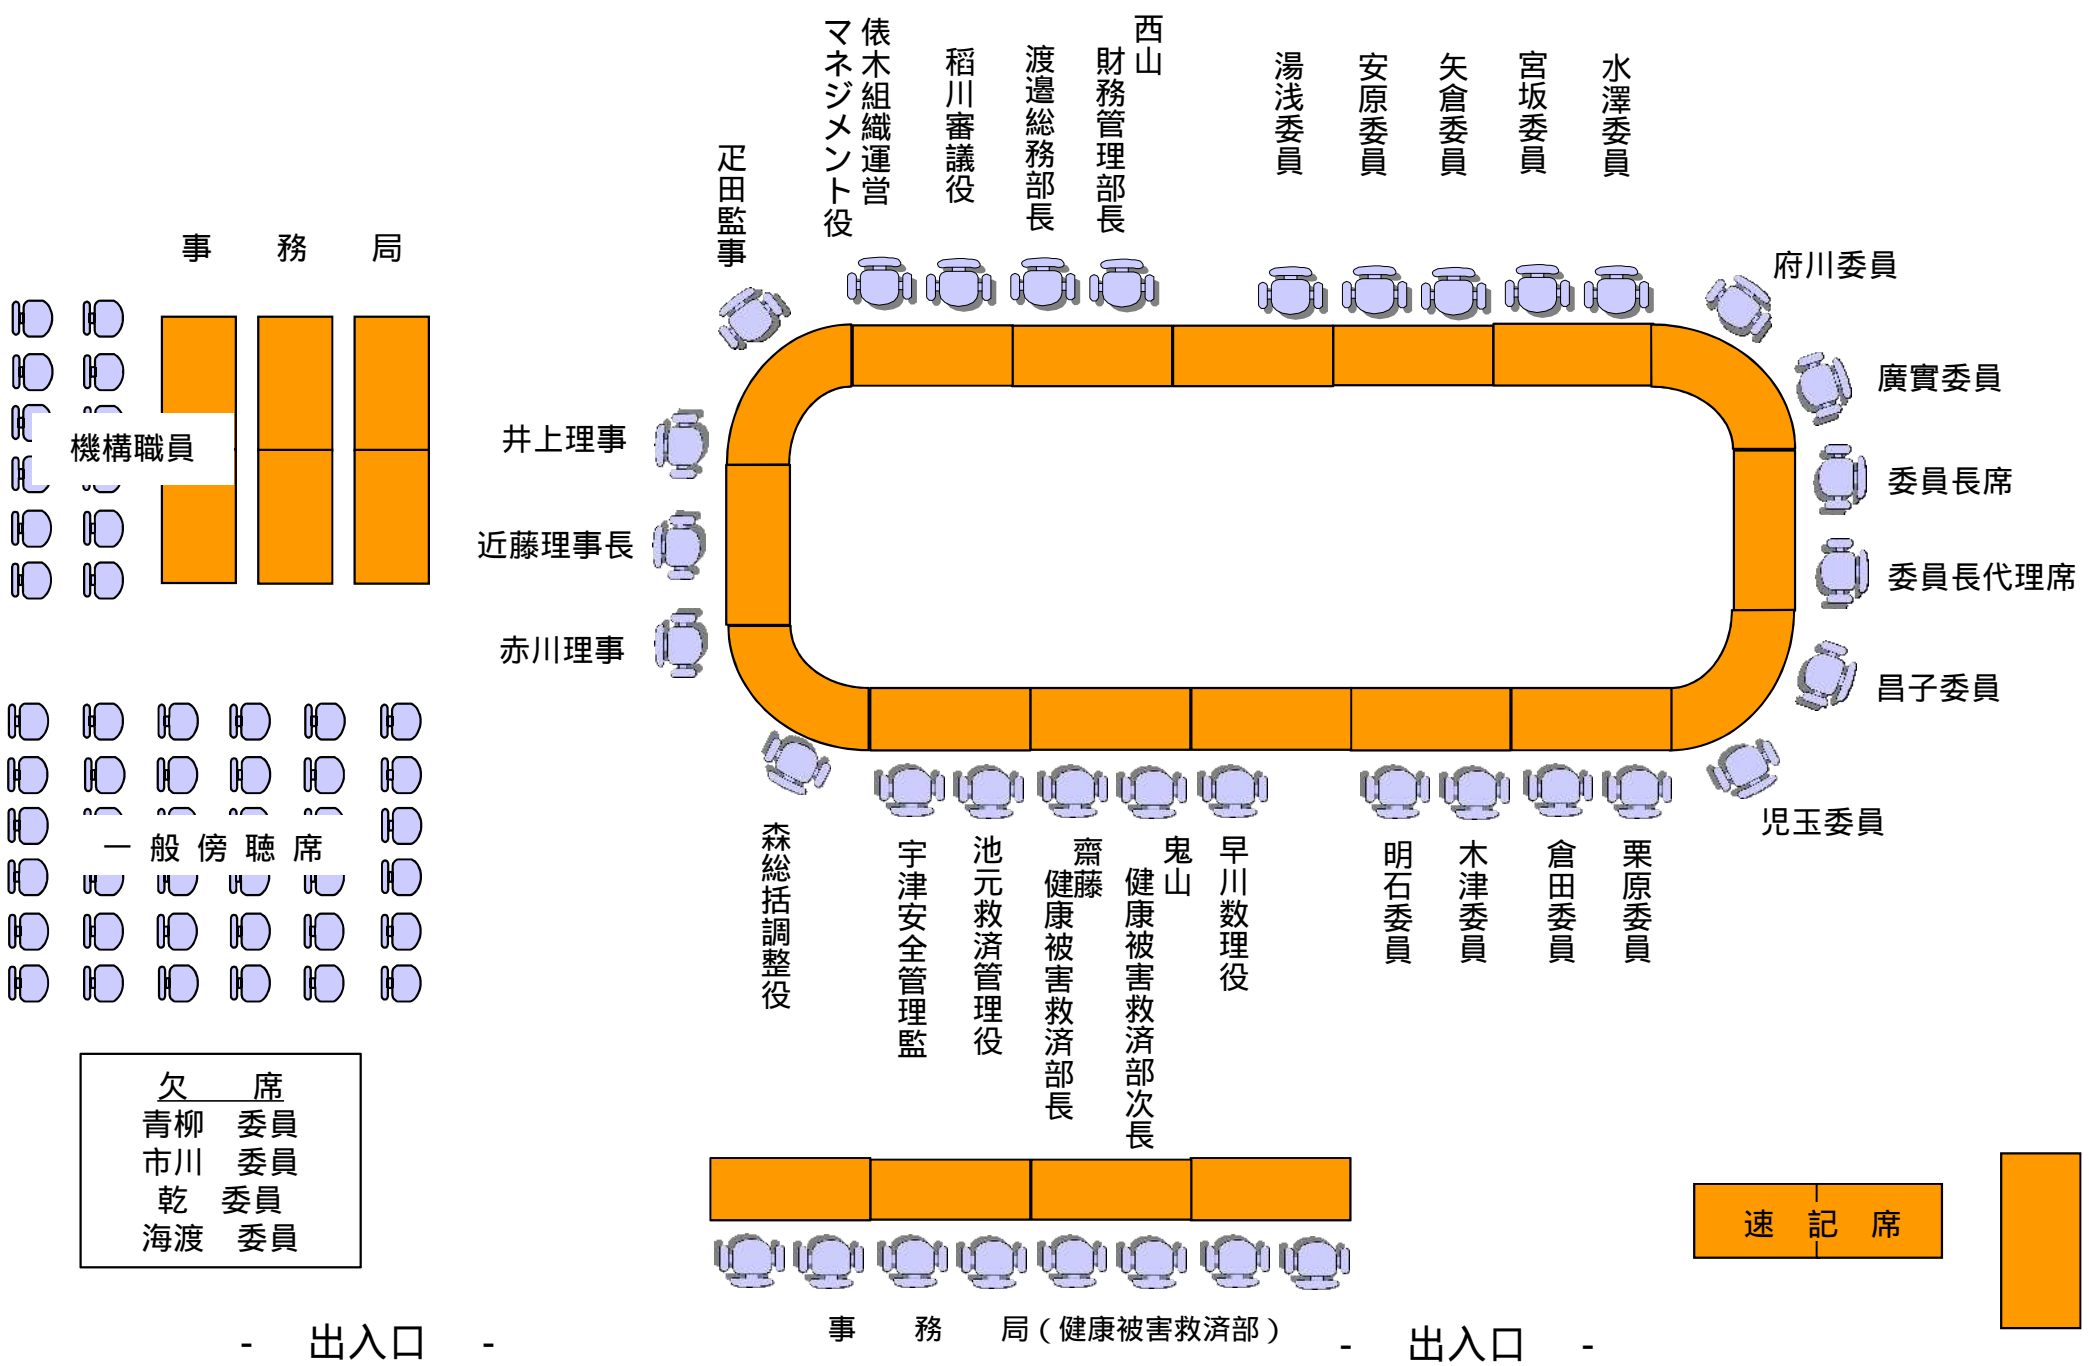 疋田監事
俵木組織運営
マネジメント役
稲川審議役
渡邉総務部長
西山
財務管理部長
湯浅委員
安原委員
矢倉委員
宮坂委員
水澤委員
府川委員
廣實委員
委員長席
委員長代理席
昌子委員
児玉委員
井上理事
近藤理事長
赤川理事
森総括調整役
宇津安全管理監
池元救済管理役
齋藤
健康被害救済部長
鬼山
健康被害救済部次長
早川数理役
明石委員
木津委員
倉田委員
栗原委員
事 務 局
機構職員
一 般 傍 聴 席
欠 席
青柳 委員
市川 委員
乾 委員
海渡 委員
速 記 席
事 務 局（健康被害救済部）
- 出入口 -
- 出入口 -